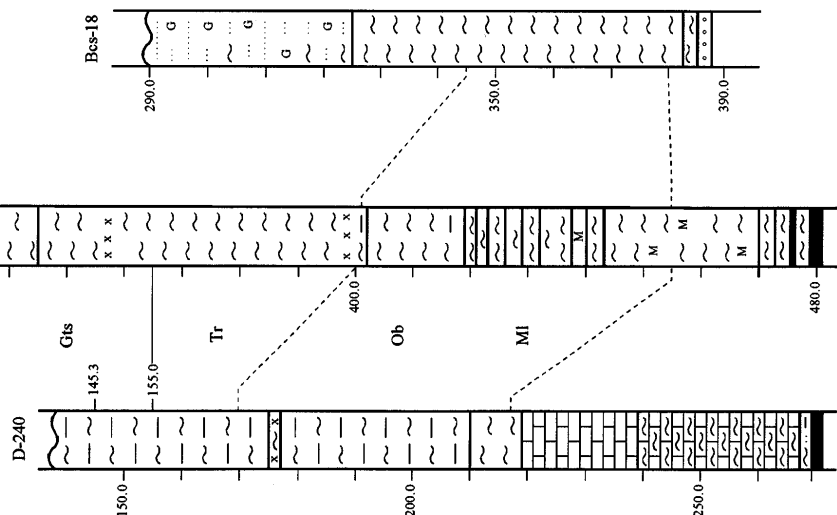 Bcs-18
290.0
350.0
390.0
G
G
G
G
G
400.0
480.0
x x x
x x x
M
M
M
M
Gts
Tr
Ob
Ml
145.3
155.0
D-240
150.0
200.0
250.0
x
x